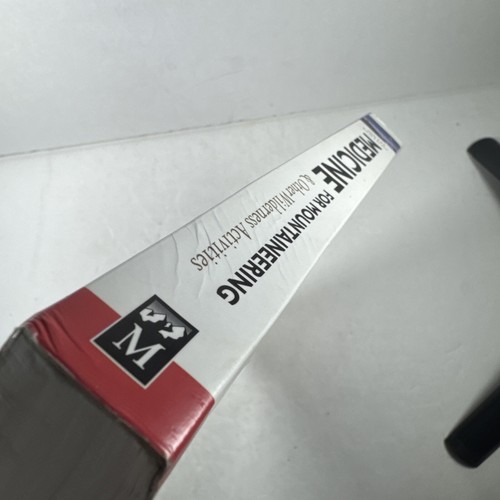 MEDICINE FOR MOUNTAINEERING
& Other Wilderness Activities
M